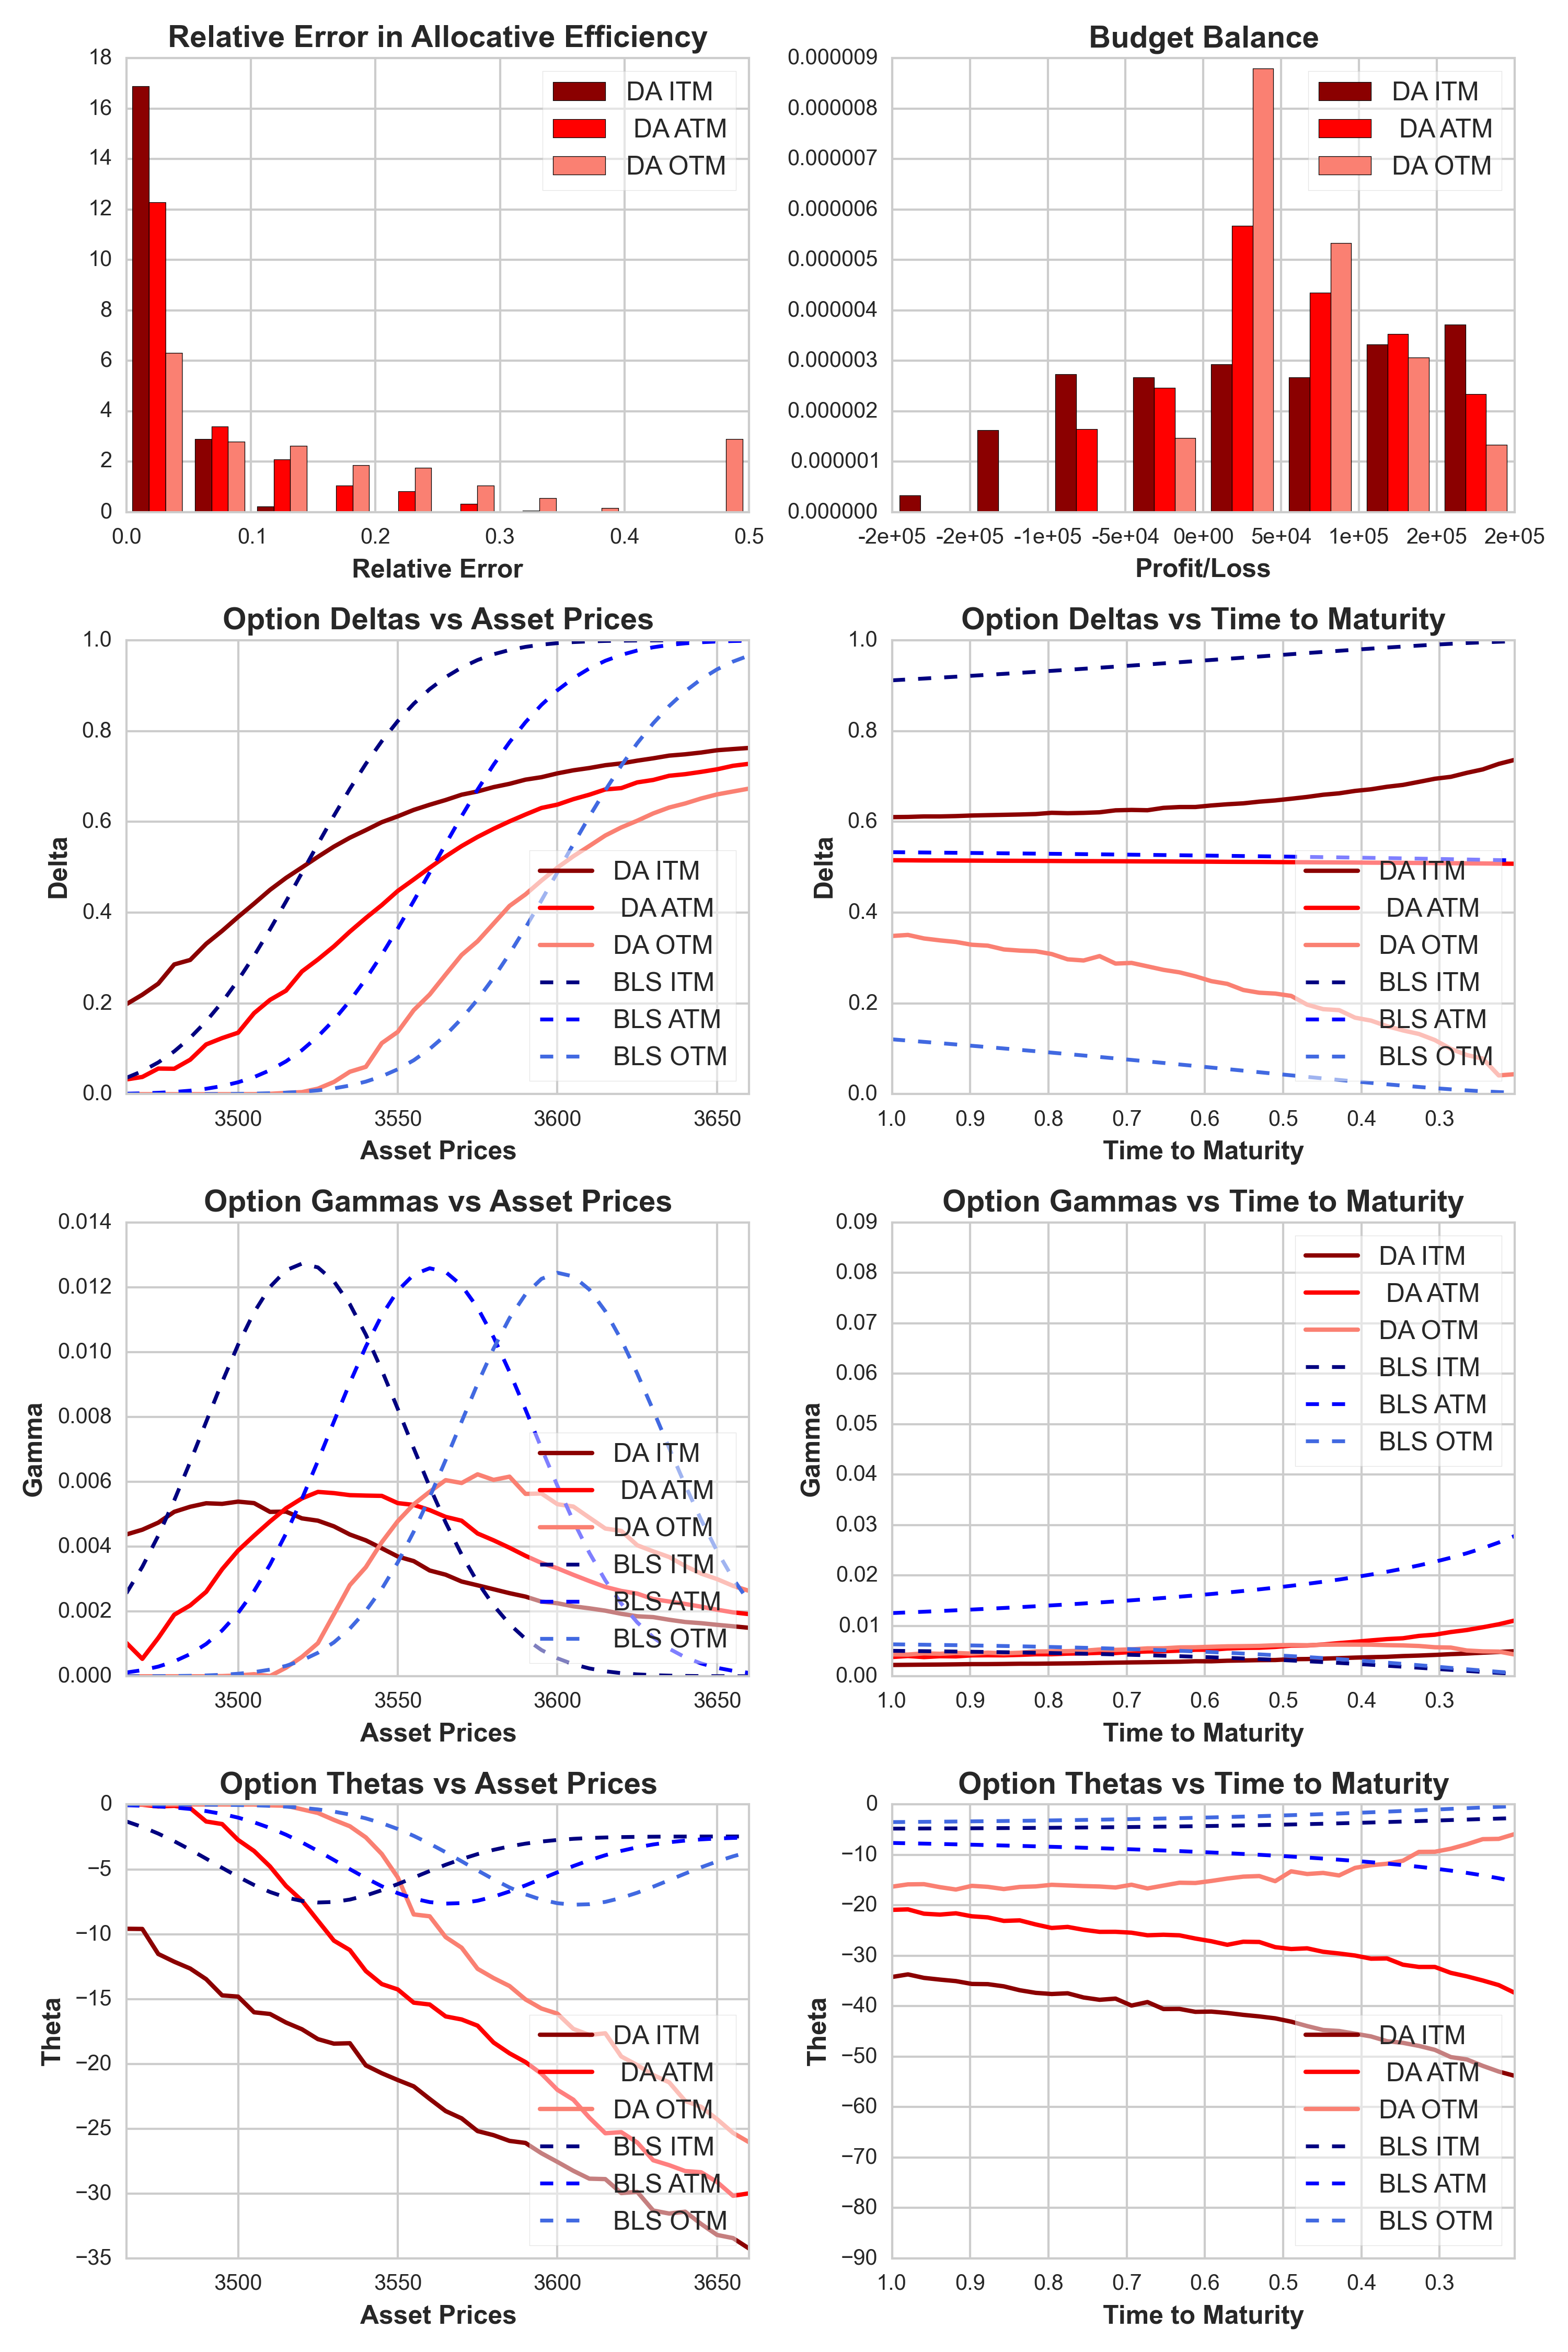 Relative Error in Allocative Efficiency
18
16
14
12
10
8
6
4
2
0
0.0 0.1 0.2 0.3 0.4 0.5
Relative Error
DA ITM
DA ATM
DA OTM
Budget Balance
0.000009
0.000008
0.000007
0.000006
0.000005
0.000004
0.000003
0.000002
0.000001
0.000000
-2e+05 -2e+05 -1e+05 -5e+04 0e+00 5e+04 1e+05 2e+05 2e+05
Profit/Loss
DA ITM
DA ATM
DA OTM
Option Deltas vs Asset Prices
1.0
0.8
0.6
0.4
0.2
0.0
Delta
3500 3550 3600 3650
Asset Prices
DA ITM
DA ATM
DA OTM
BLS ITM
BLS ATM
BLS OTM
Option Deltas vs Time to Maturity
1.0
0.8
0.6
0.4
0.2
0.0
Delta
1.0 0.9 0.8 0.7 0.6 0.5 0.4 0.3
Time to Maturity
DA ITM
DA ATM
DA OTM
BLS ITM
BLS ATM
BLS OTM
Option Gammas vs Asset Prices
0.014
0.012
0.010
0.008
0.006
0.004
0.002
0.000
Gamma
3500 3550 3600 3650
Asset Prices
DA ITM
DA ATM
DA OTM
BLS ITM
BLS ATM
BLS OTM
Option Gammas vs Time to Maturity
0.09
0.08
0.07
0.06
0.05
0.04
0.03
0.02
0.01
0.00
Gamma
1.0 0.9 0.8 0.7 0.6 0.5 0.4 0.3
Time to Maturity
DA ITM
DA ATM
DA OTM
BLS ITM
BLS ATM
BLS OTM
Option Thetas vs Asset Prices
0
−5
−10
−15
−20
−25
−30
−35
Theta
3500 3550 3600 3650
Asset Prices
DA ITM
DA ATM
DA OTM
BLS ITM
BLS ATM
BLS OTM
Option Thetas vs Time to Maturity
0
−10
−20
−30
−40
−50
−60
−70
−80
−90
Theta
1.0 0.9 0.8 0.7 0.6 0.5 0.4 0.3
Time to Maturity
DA ITM
DA ATM
DA OTM
BLS ITM
BLS ATM
BLS OTM